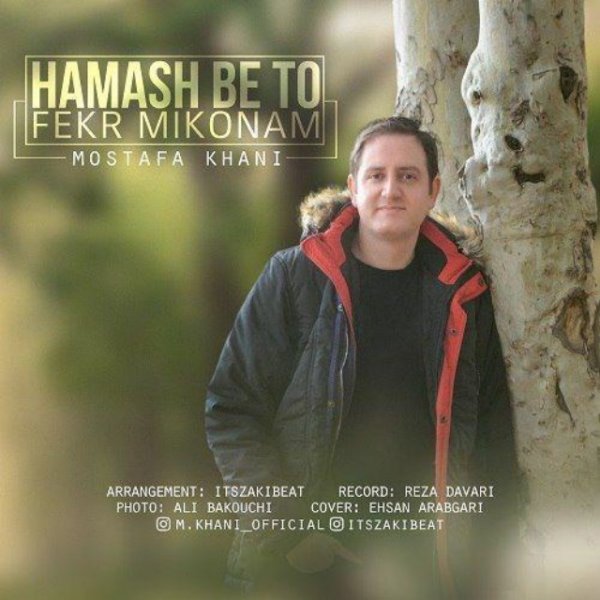 HAMASH BE TO
FEKR MIKONAM
MOSTAFA KHANI
ARRANGEMENT: ITSZAKIBEAT RECORD: REZA DAVARI
PHOTO: ALI BAKOUCHI COVER: EHSAN ARABGARI
M.KHANI_OFFICIAL ITSZAKIBEAT